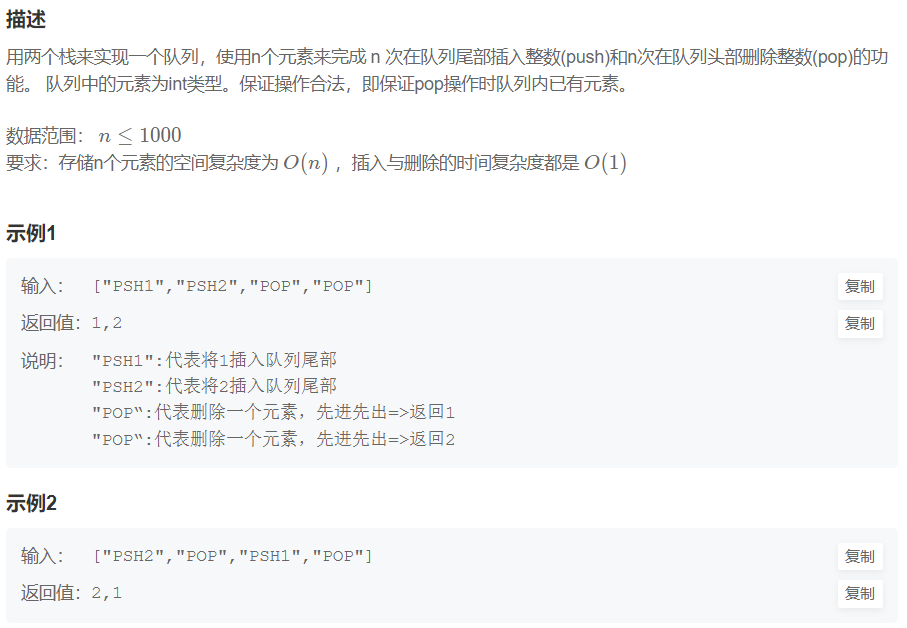 描述
用两个栈来实现一个队列，使用n个元素来完成 n 次在队列尾部插入整数(push)和n次在队列头部删除整数(pop)的功
能。 队列中的元素为int类型。保证操作合法，即保证pop操作时队列内已有元素。
数据范围： n ≤ 1000
要求：存储n个元素的空间复杂度为 O(n) ，插入与删除的时间复杂度都是 O(1)
示例1
输入： ["PSH1","PSH2","POP","POP"] 复制
返回值：1,2 复制
说明： "PSH1":代表将1插入队列尾部
"PSH2":代表将2插入队列尾部
"POP“:代表删除一个元素，先进先出=>返回1
"POP“:代表删除一个元素，先进先出=>返回2
示例2
输入： ["PSH2","POP","PSH1","POP"] 复制
返回值：2,1 复制